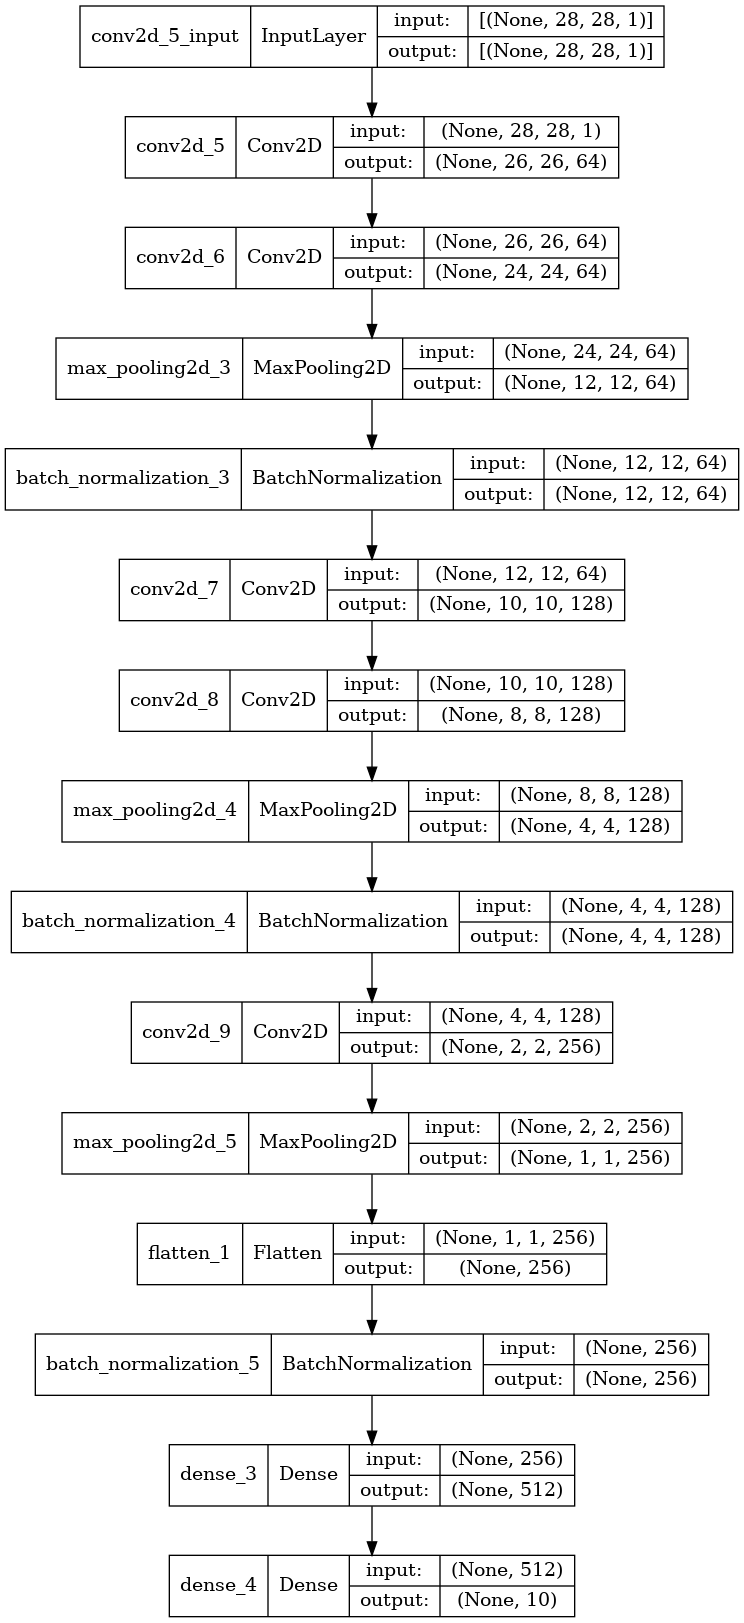 conv2d_5_input InputLayer input: [(None, 28, 28, 1)]
output: [(None, 28, 28, 1)]
conv2d_5 Conv2D input: (None, 28, 28, 1)
output: (None, 26, 26, 64)
conv2d_6 Conv2D input: (None, 26, 26, 64)
output: (None, 24, 24, 64)
max_pooling2d_3 MaxPooling2D input: (None, 24, 24, 64)
output: (None, 12, 12, 64)
batch_normalization_3 BatchNormalization input: (None, 12, 12, 64)
output: (None, 12, 12, 64)
conv2d_7 Conv2D input: (None, 12, 12, 64)
output: (None, 10, 10, 128)
conv2d_8 Conv2D input: (None, 10, 10, 128)
output: (None, 8, 8, 128)
max_pooling2d_4 MaxPooling2D input: (None, 8, 8, 128)
output: (None, 4, 4, 128)
batch_normalization_4 BatchNormalization input: (None, 4, 4, 128)
output: (None, 4, 4, 128)
conv2d_9 Conv2D input: (None, 4, 4, 128)
output: (None, 2, 2, 256)
max_pooling2d_5 MaxPooling2D input: (None, 2, 2, 256)
output: (None, 1, 1, 256)
flatten_1 Flatten input: (None, 1, 1, 256)
output: (None, 256)
batch_normalization_5 BatchNormalization input: (None, 256)
output: (None, 256)
dense_3 Dense input: (None, 256)
output: (None, 512)
dense_4 Dense input: (None, 512)
output: (None, 10)